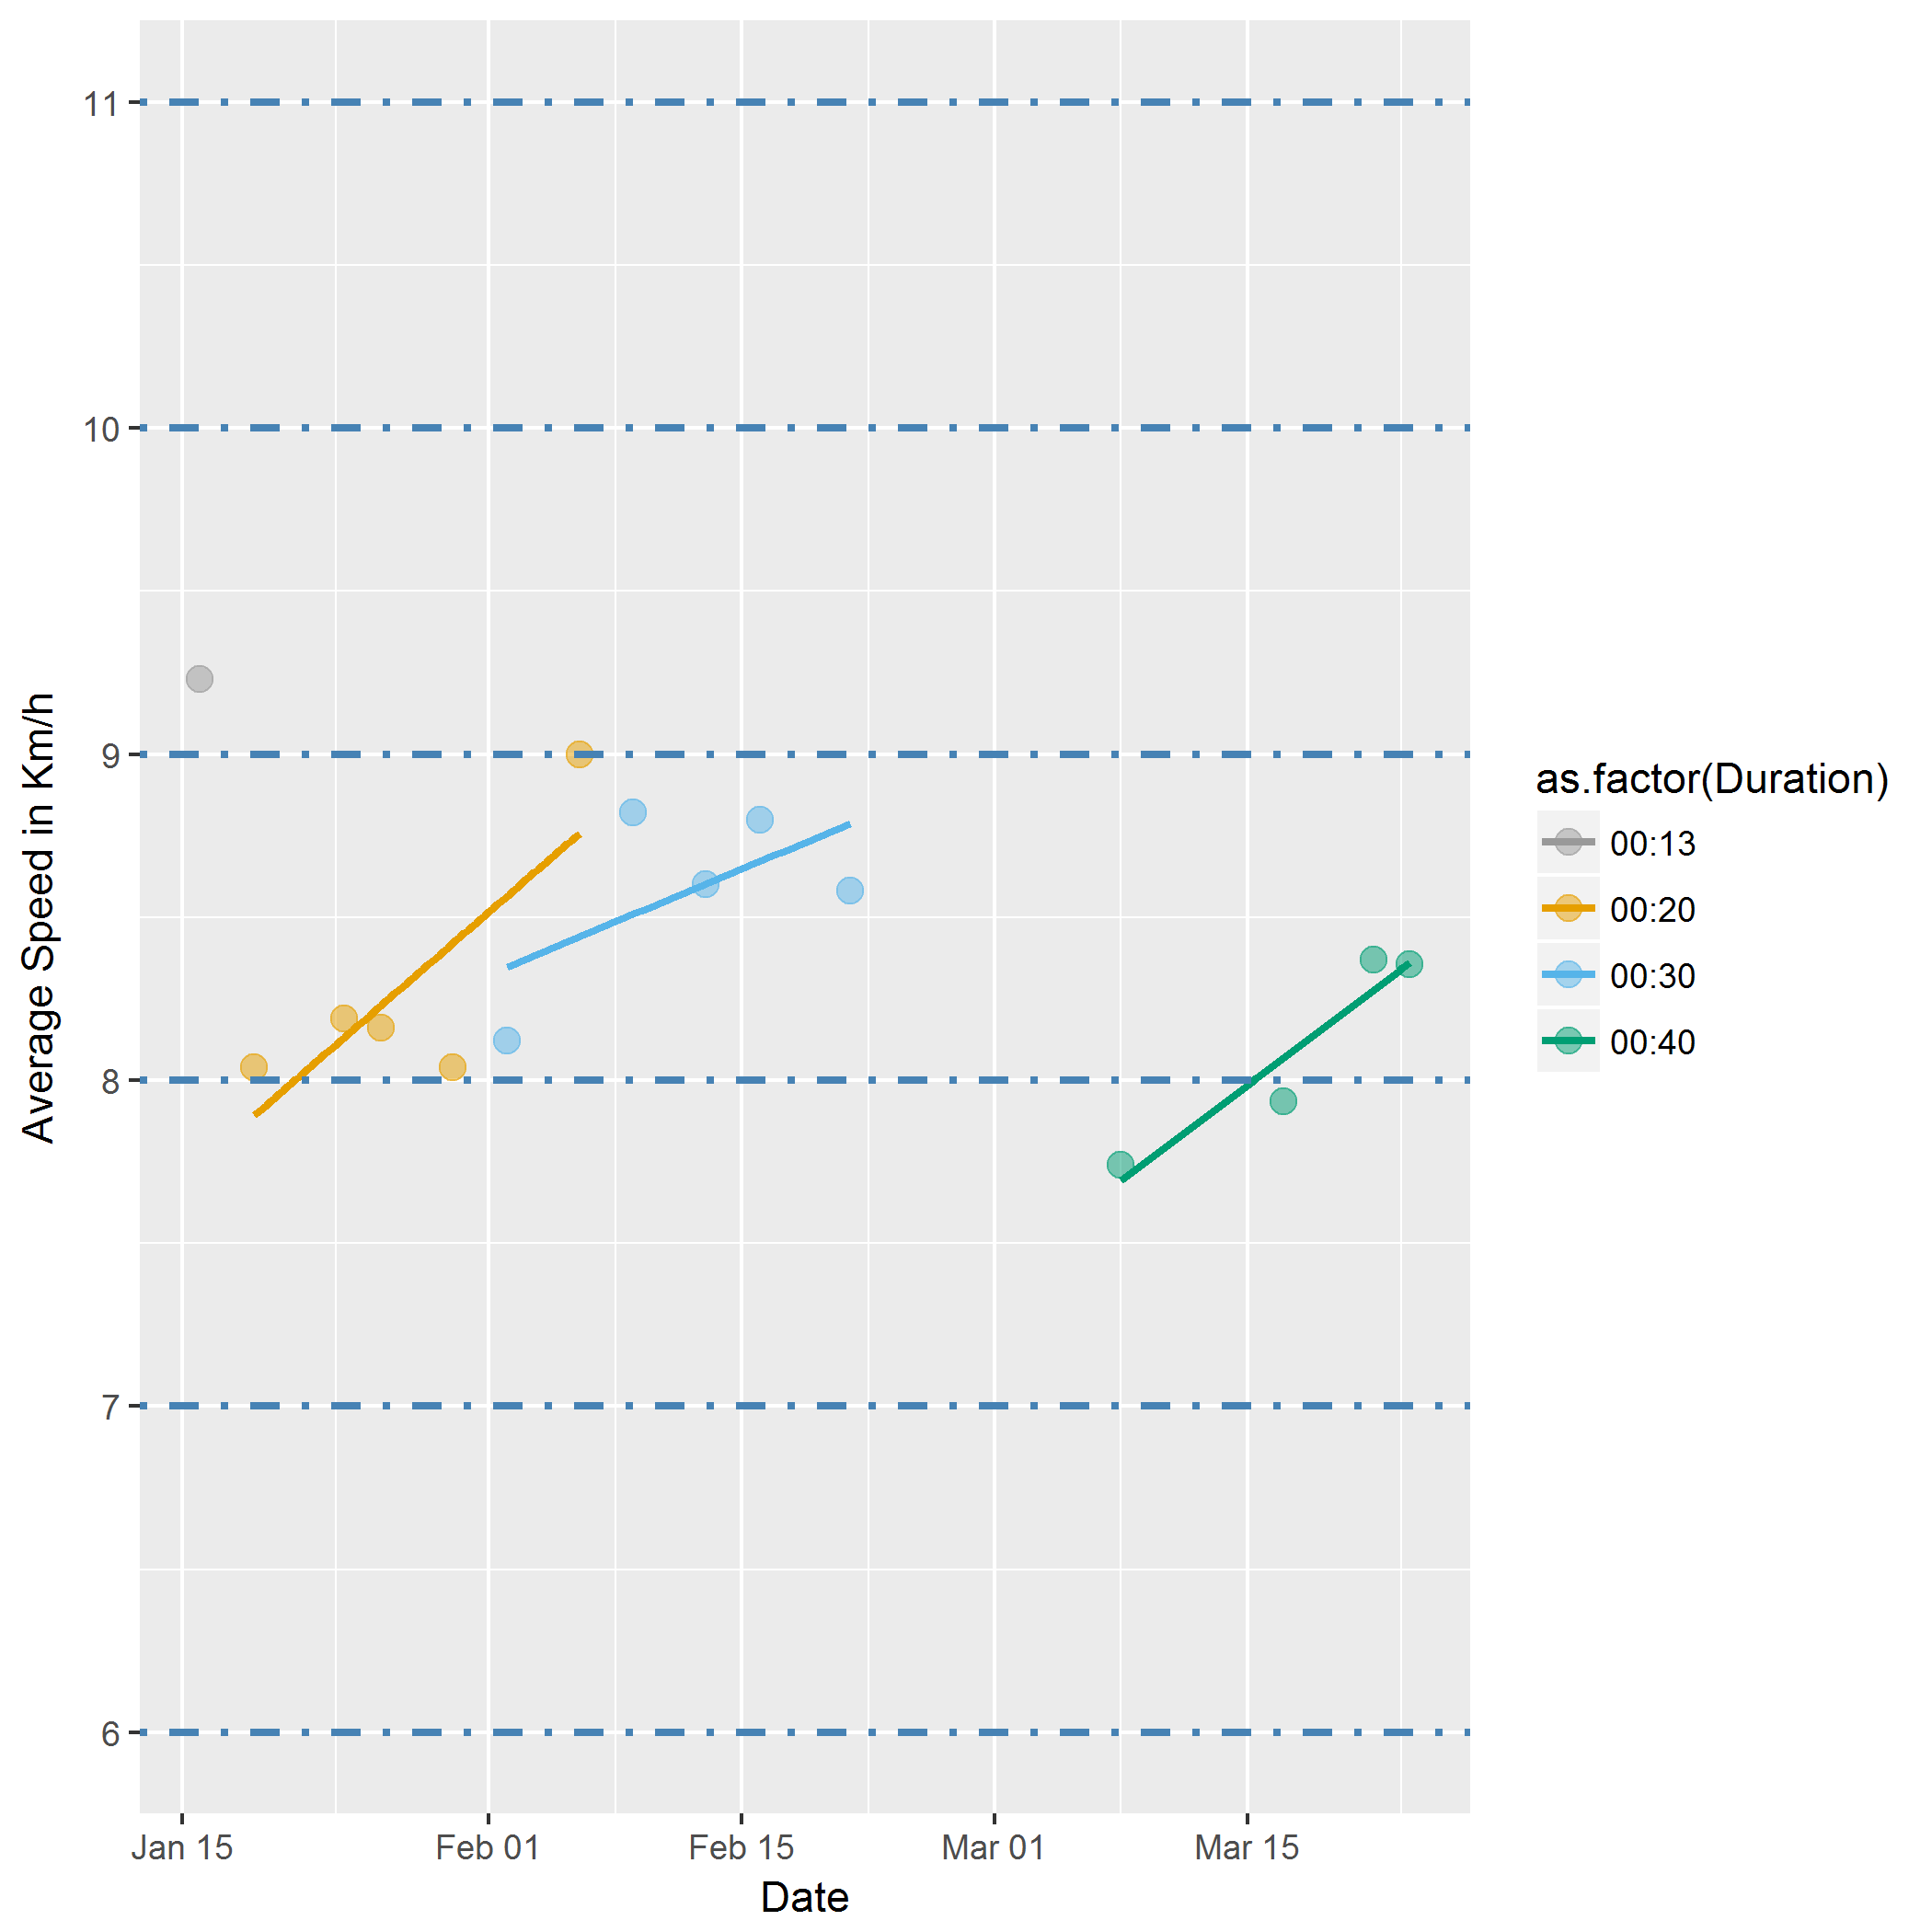 11
10
9
8
7
6
Average Speed in Km/h
Jan 15
Feb 01
Feb 15
Mar 01
Mar 15
Date
as.factor(Duration)
00:13
00:20
00:30
00:40